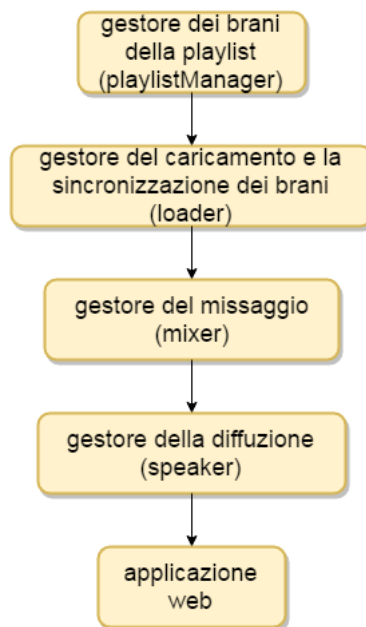 gestore dei brani
della playlist
(playlistManager)
gestore del caricamento e la
sincronizzazione dei brani
(loader)
gestore del missaggio
(mixer)
gestore della diffuzione
(speaker)
applicazione
web